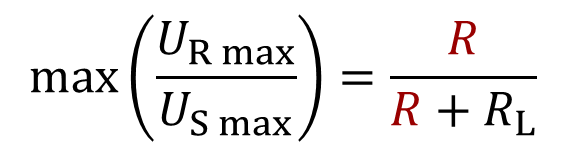 max(U_R max / U_S max) = R / (R + R_L)